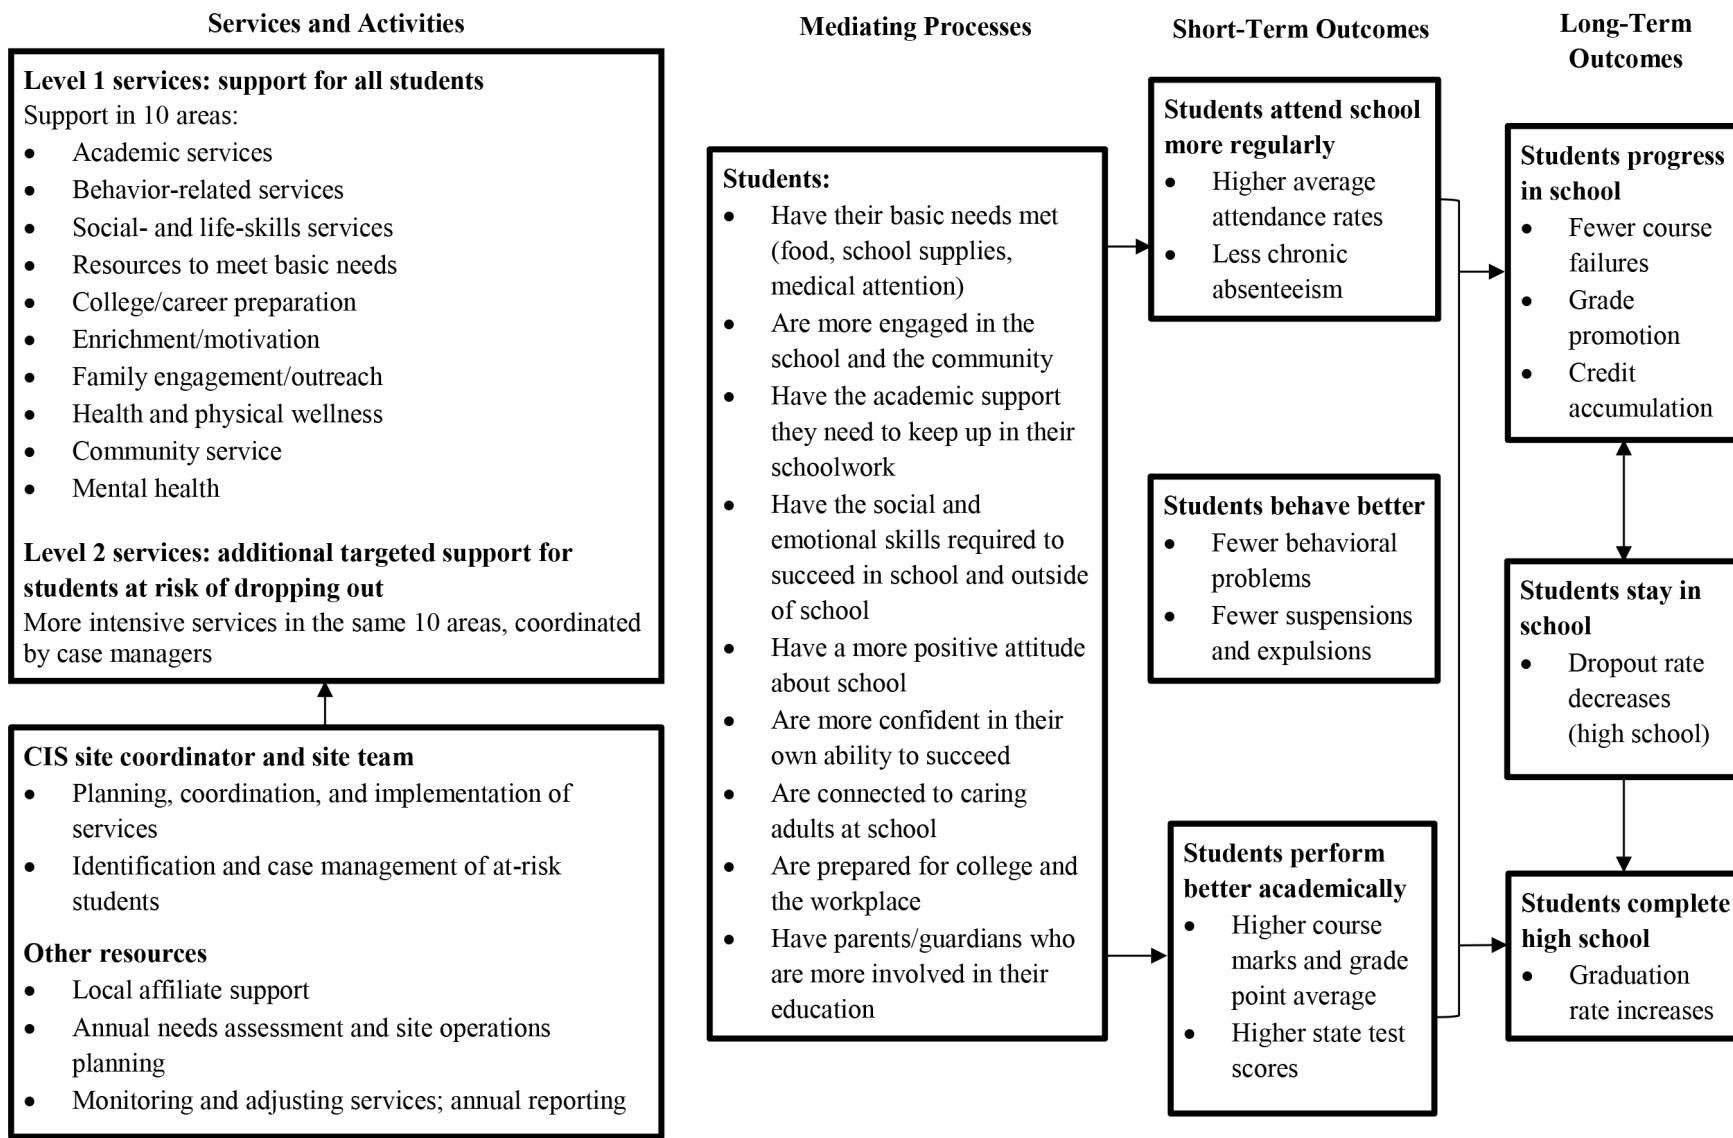 Services and Activities
Level 1 services: support for all students
Support in 10 areas:
• Academic services
• Behavior-related services
• Social- and life-skills services
• Resources to meet basic needs
• College/career preparation
• Enrichment/motivation
• Family engagement/outreach
• Health and physical wellness
• Community service
• Mental health
Level 2 services: additional targeted support for
students at risk of dropping out
More intensive services in the same 10 areas, coordinated
by case managers
CIS site coordinator and site team
• Planning, coordination, and implementation of
services
• Identification and case management of at-risk
students
Other resources
• Local affiliate support
• Annual needs assessment and site operations
planning
• Monitoring and adjusting services; annual reporting
Mediating Processes
Students:
• Have their basic needs met
(food, school supplies,
medical attention)
• Are more engaged in the
school and the community
• Have the academic support
they need to keep up in their
schoolwork
• Have the social and
emotional skills required to
succeed in school and outside
of school
• Have a more positive attitude
about school
• Are more confident in their
own ability to succeed
• Are connected to caring
adults at school
• Are prepared for college and
the workplace
• Have parents/guardians who
are more involved in their
education
Short-Term Outcomes
Students attend school
more regularly
• Higher average
attendance rates
• Less chronic
absenteeism
Students behave better
• Fewer behavioral
problems
• Fewer suspensions
and expulsions
Students perform
better academically
• Higher course
marks and grade
point average
• Higher state test
scores
Long-Term
Outcomes
Students progress
in school
• Fewer course
failures
• Grade
promotion
• Credit
accumulation
Students stay in
school
• Dropout rate
decreases
(high school)
Students complete
high school
• Graduation
rate increases